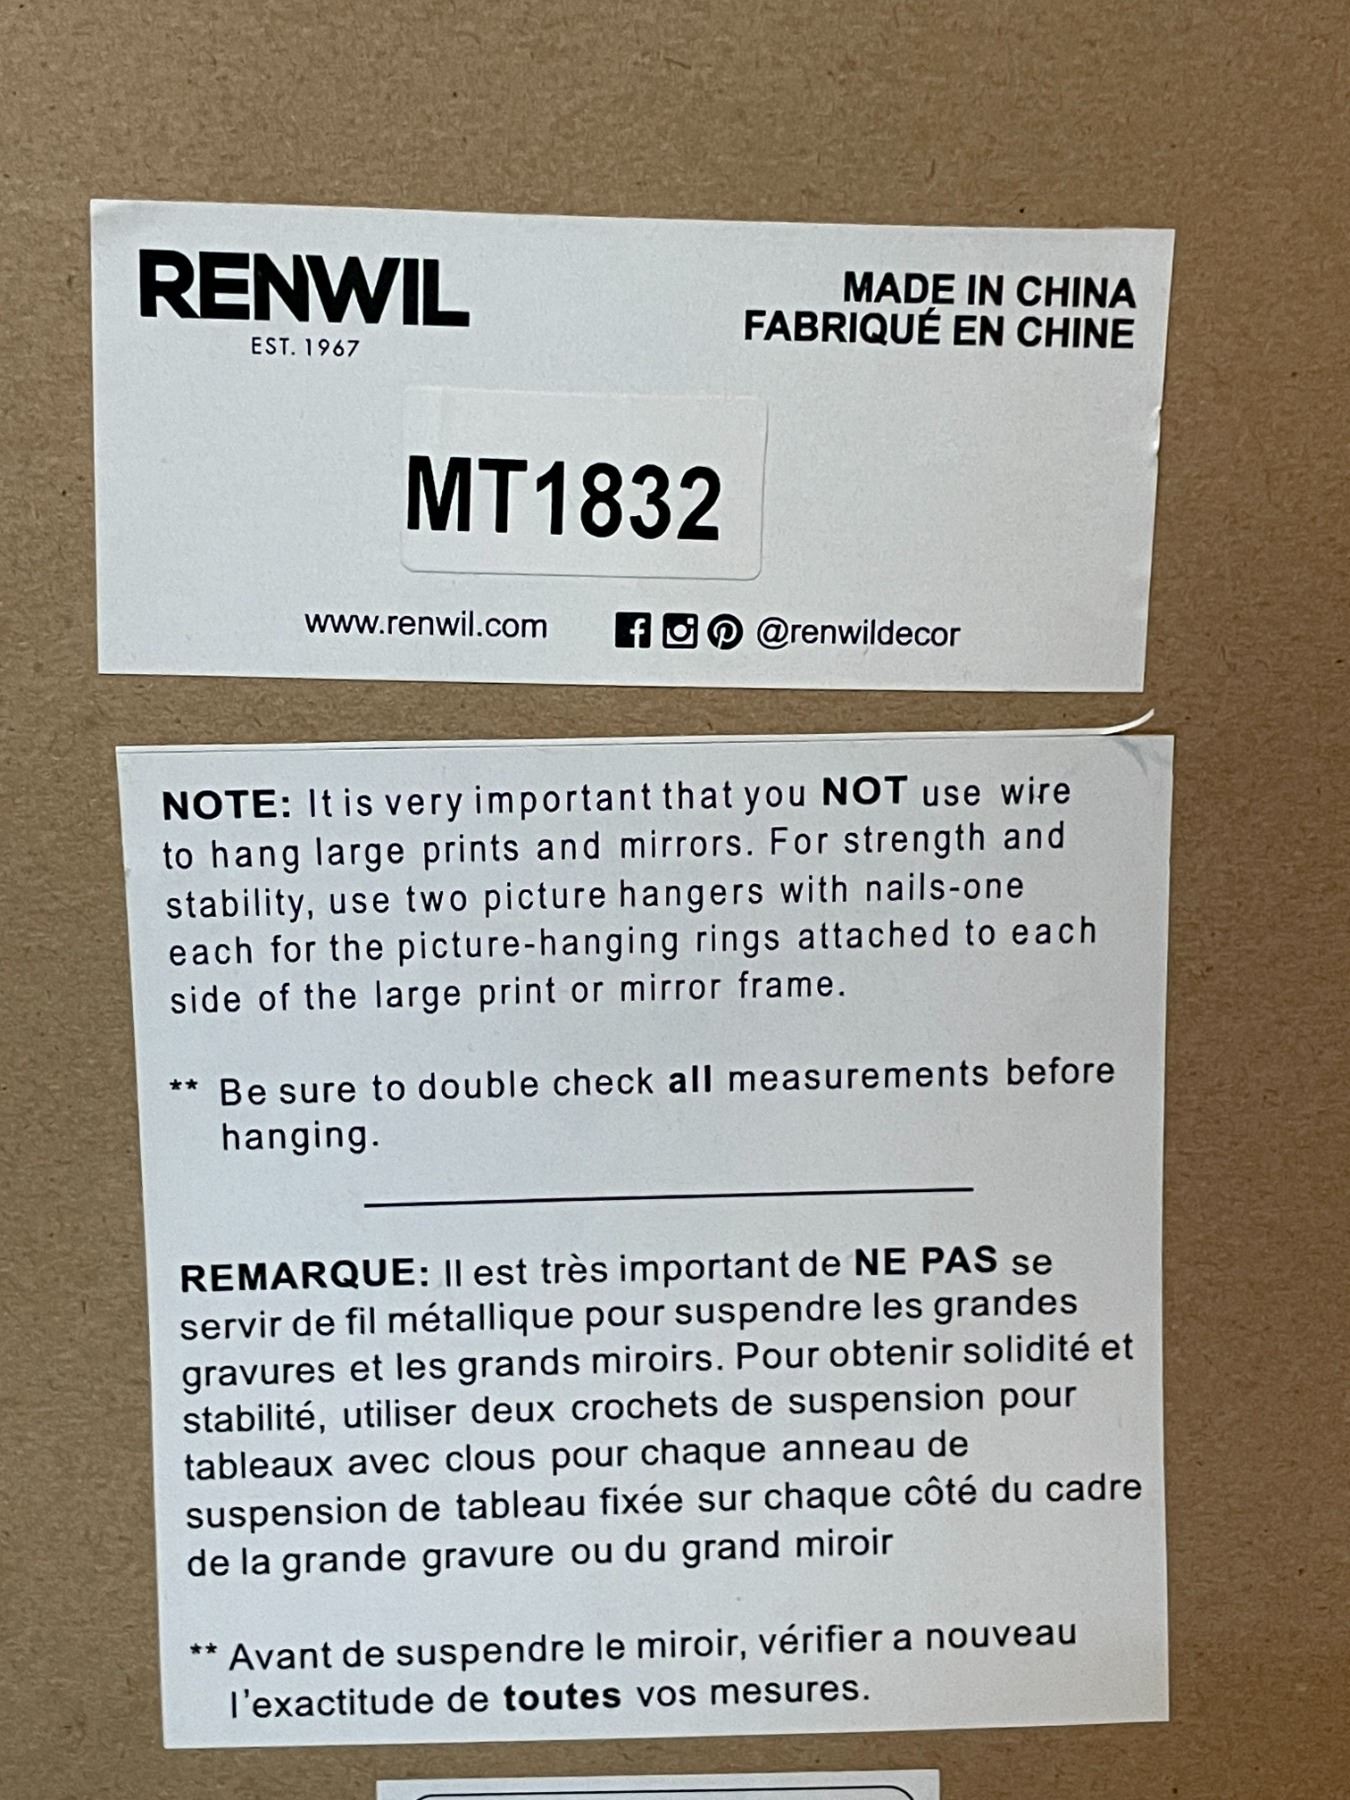 RENWIL
EST. 1967
MADE IN CHINA
FABRIQUÉ EN CHINE
MT1832
www.renwil.com @renwildecor
NOTE: It is very important that you NOT use wire
to hang large prints and mirrors. For strength and
stability, use two picture hangers with nails-one
each for the picture-hanging rings attached to each
side of the large print or mirror frame.
** Be sure to double check all measurements before
hanging.
REMARQUE: Il est très important de NE PAS se
servir de fil métallique pour suspendre les grandes
gravures et les grands miroirs. Pour obtenir solidité et
stabilité, utiliser deux crochets de suspension pour
tableaux avec clous pour chaque anneau de
suspension de tableau fixée sur chaque côté du cadre
de la grande gravure ou du grand miroir
** Avant de suspendre le miroir, vérifier a nouveau
l'exactitude de toutes vos mesures.